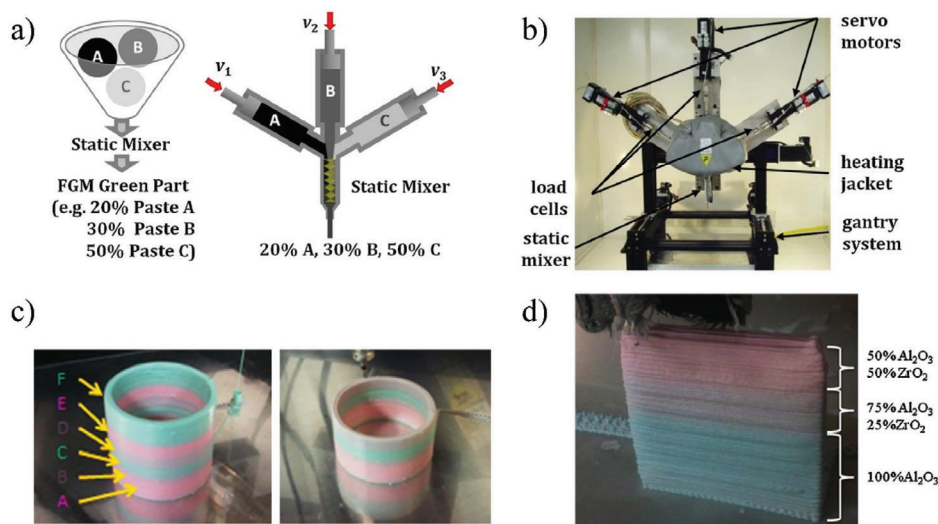 a)
A
B
C
Static Mixer
FGM Green Part
(e.g. 20% Paste A
30% Paste B
50% Paste C)
v1
v2
v3
A
B
C
Static Mixer
20% A, 30% B, 50% C
b)
servo
motors
load
cells
static
mixer
heating
jacket
gantry
system
c)
F
E
D
C
B
A
d)
50%Al₂O₃
50%ZrO₂
75%Al₂O₃
25%ZrO₂
100%Al₂O₃